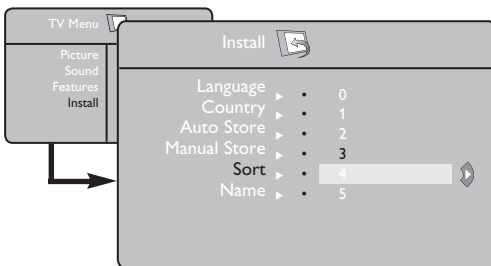 TV Menu
Picture
Sound
Features
Install
Install
Language ▸ • 0
Country ▸ • 1
Auto Store ▸ • 2
Manual Store ▸ • 3
Sort ▸ • 4
Name ▸ • 5